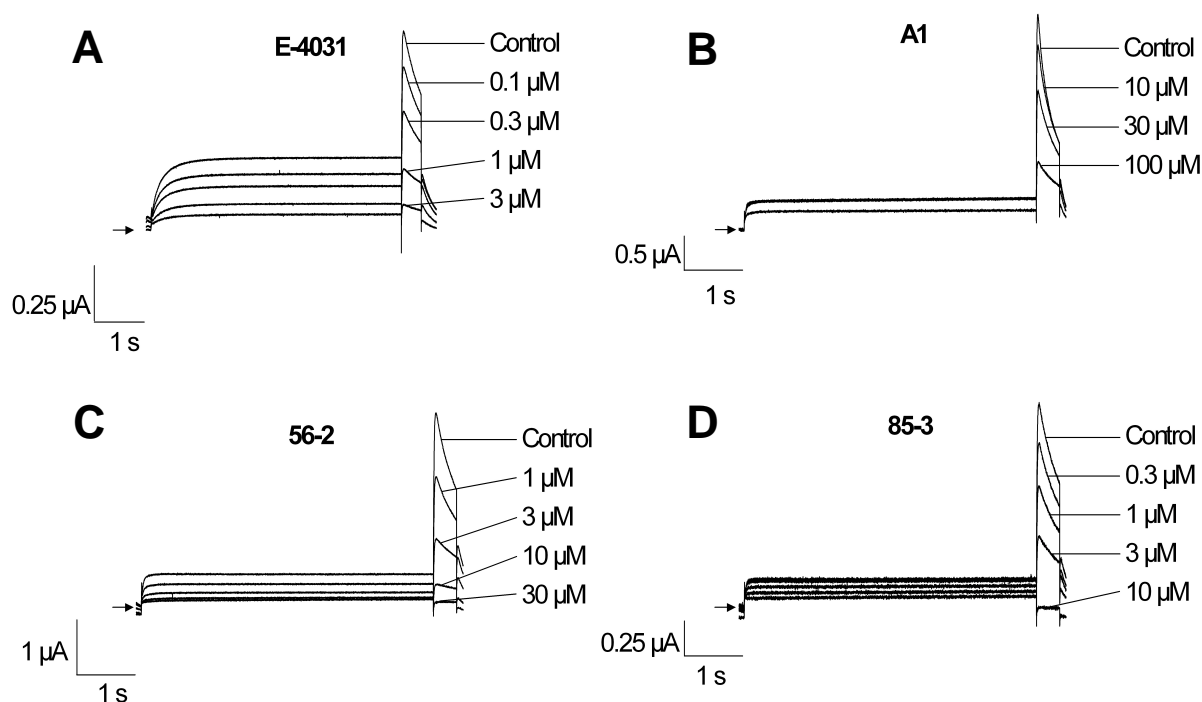 A
E-4031
Control
0.1 µM
0.3 µM
1 µM
3 µM
0.25 µA
1 s
B
A1
Control
10 µM
30 µM
100 µM
0.5 µA
1 s
C
56-2
Control
1 µM
3 µM
10 µM
30 µM
1 µA
1 s
D
85-3
Control
0.3 µM
1 µM
3 µM
10 µM
0.25 µA
1 s